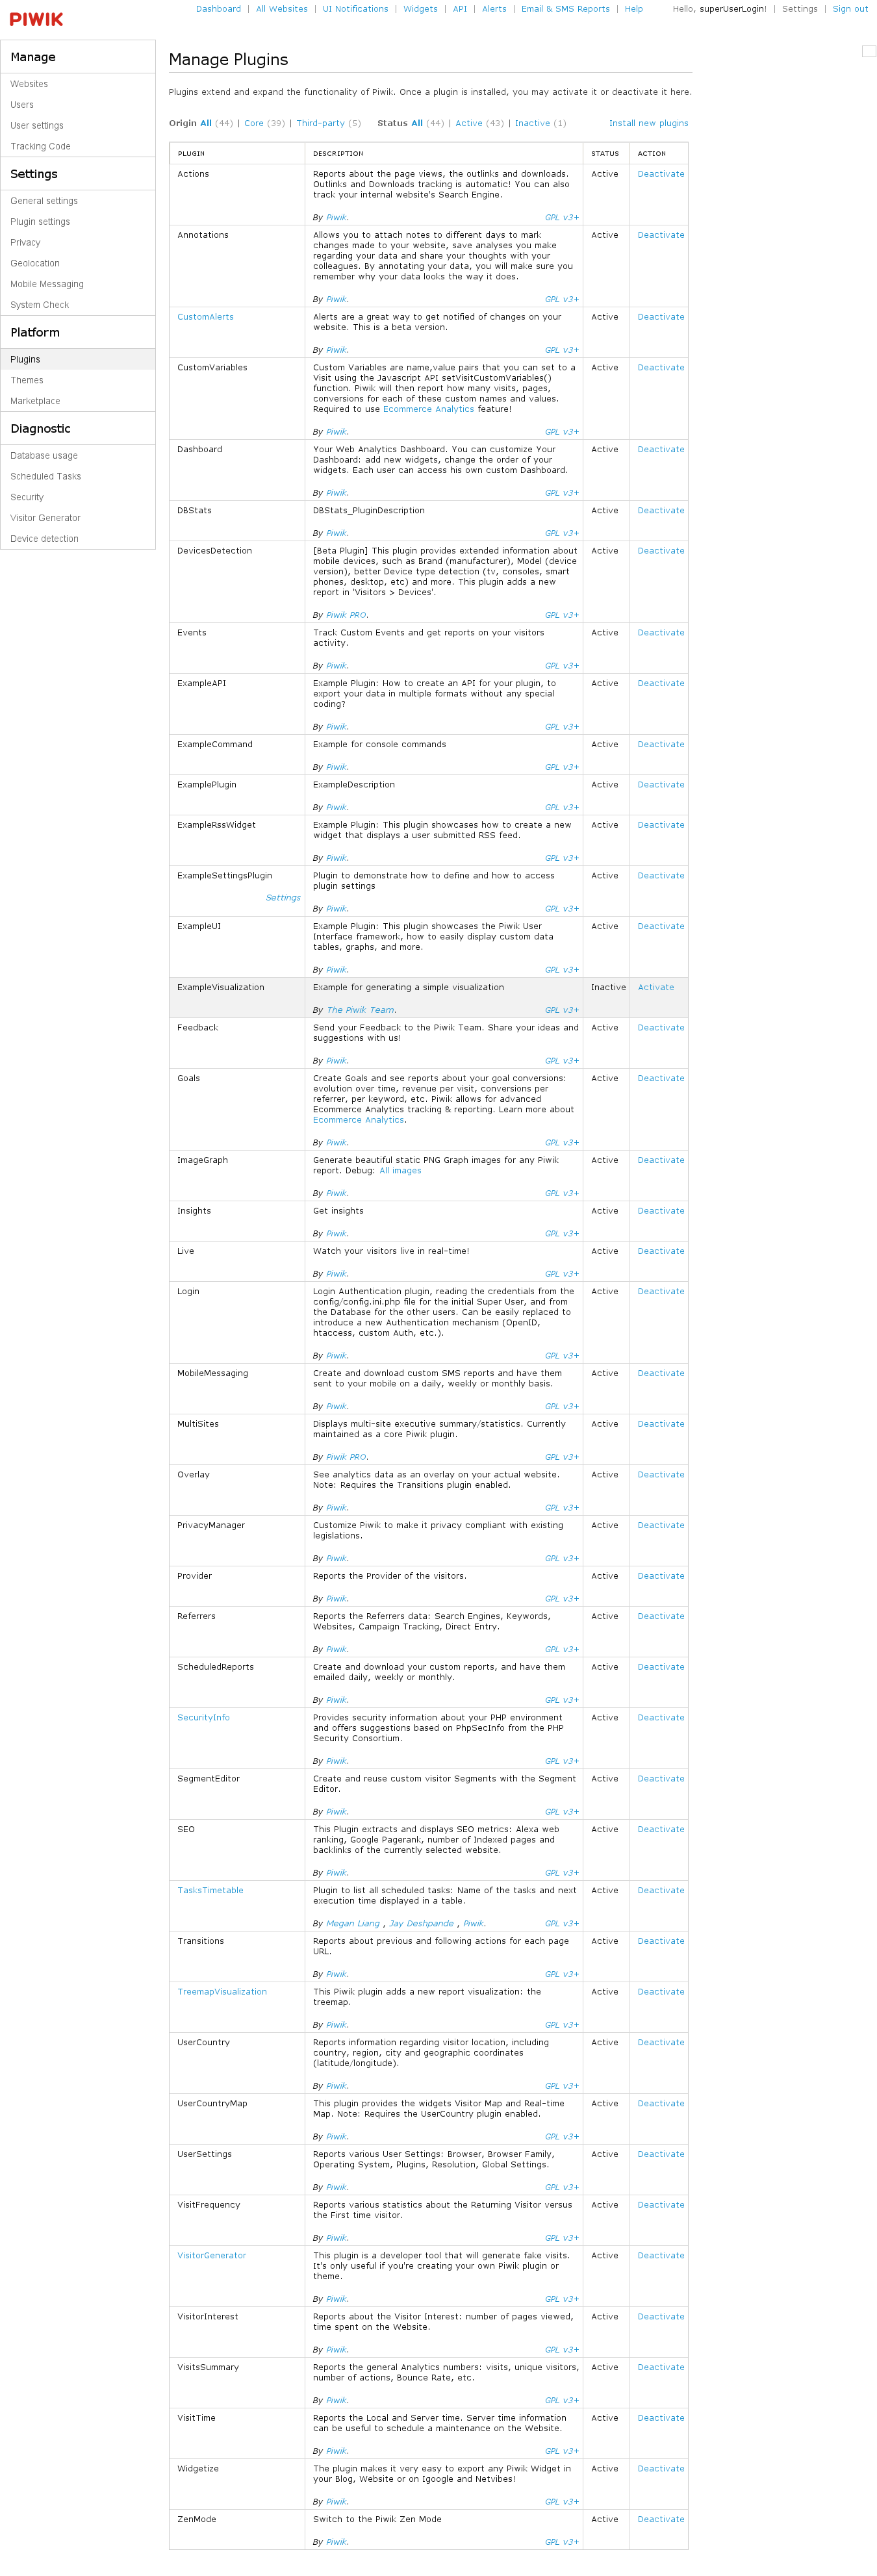 PIWIK
Dashboard | All Websites | UI Notifications | Widgets | API | Alerts | Email & SMS Reports | Help
Hello, superUserLogin! | Settings | Sign out
Manage
Websites
Users
User settings
Tracking Code
Settings
General settings
Plugin settings
Privacy
Geolocation
Mobile Messaging
System Check
Platform
Plugins
Themes
Marketplace
Diagnostic
Database usage
Scheduled Tasks
Security
Visitor Generator
Device detection
Manage Plugins
Plugins extend and expand the functionality of Piwik. Once a plugin is installed, you may activate it or deactivate it here.
Origin All (44) | Core (39) | Third-party (5) Status All (44) | Active (43) | Inactive (1) Install new plugins
PLUGIN DESCRIPTION STATUS ACTION
Actions Reports about the page views, the outlinks and downloads. Active Deactivate
Outlinks and Downloads tracking is automatic! You can also
track your internal website's Search Engine.
By Piwik. GPL v3+
Annotations Allows you to attach notes to different days to mark Active Deactivate
changes made to your website, save analyses you make
regarding your data and share your thoughts with your
colleagues. By annotating your data, you will make sure you
remember why your data looks the way it does.
By Piwik. GPL v3+
CustomAlerts Alerts are a great way to get notified of changes on your Active Deactivate
website. This is a beta version.
By Piwik. GPL v3+
CustomVariables Custom Variables are name,value pairs that you can set to a Active Deactivate
Visit using the Javascript API setVisitCustomVariables()
function. Piwik will then report how many visits, pages,
conversions for each of these custom names and values.
Required to use Ecommerce Analytics feature!
By Piwik. GPL v3+
Dashboard Your Web Analytics Dashboard. You can customize Your Active Deactivate
Dashboard: add new widgets, change the order of your
widgets. Each user can access his own custom Dashboard.
By Piwik. GPL v3+
DBStats DBStats_PluginDescription Active Deactivate
By Piwik. GPL v3+
DevicesDetection [Beta Plugin] This plugin provides extended information about Active Deactivate
mobile devices, such as Brand (manufacturer), Model (device
version), better Device type detection (tv, consoles, smart
phones, desktop, etc) and more. This plugin adds a new
report in 'Visitors > Devices'.
By Piwik PRO. GPL v3+
Events Track Custom Events and get reports on your visitors Active Deactivate
activity.
By Piwik. GPL v3+
ExampleAPI Example Plugin: How to create an API for your plugin, to Active Deactivate
export your data in multiple formats without any special
coding?
By Piwik. GPL v3+
ExampleCommand Example for console commands Active Deactivate
By Piwik. GPL v3+
ExamplePlugin ExampleDescription Active Deactivate
By Piwik. GPL v3+
ExampleRssWidget Example Plugin: This plugin showcases how to create a new Active Deactivate
widget that displays a user submitted RSS feed.
By Piwik. GPL v3+
ExampleSettingsPlugin Plugin to demonstrate how to define and how to access Active Deactivate
plugin settings
Settings
By Piwik. GPL v3+
ExampleUI Example Plugin: This plugin showcases the Piwik User Active Deactivate
Interface framework, how to easily display custom data
tables, graphs, and more.
By Piwik. GPL v3+
ExampleVisualization Example for generating a simple visualization Inactive Activate
By The Piwik Team. GPL v3+
Feedback Send your Feedback to the Piwik Team. Share your ideas and Active Deactivate
suggestions with us!
By Piwik. GPL v3+
Goals Create Goals and see reports about your goal conversions: Active Deactivate
evolution over time, revenue per visit, conversions per
referrer, per keyword, etc. Piwik allows for advanced
Ecommerce Analytics tracking & reporting. Learn more about
Ecommerce Analytics.
By Piwik. GPL v3+
ImageGraph Generate beautiful static PNG Graph images for any Piwik Active Deactivate
report. Debug: All images
By Piwik. GPL v3+
Insights Get insights Active Deactivate
By Piwik. GPL v3+
Live Watch your visitors live in real-time! Active Deactivate
By Piwik. GPL v3+
Login Login Authentication plugin, reading the credentials from the Active Deactivate
config/config.ini.php file for the initial Super User, and from
the Database for the other users. Can be easily replaced to
introduce a new Authentication mechanism (OpenID,
htaccess, custom Auth, etc.).
By Piwik. GPL v3+
MobileMessaging Create and download custom SMS reports and have them Active Deactivate
sent to your mobile on a daily, weekly or monthly basis.
By Piwik. GPL v3+
MultiSites Displays multi-site executive summary/statistics. Currently Active Deactivate
maintained as a core Piwik plugin.
By Piwik PRO. GPL v3+
Overlay See analytics data as an overlay on your actual website. Active Deactivate
Note: Requires the Transitions plugin enabled.
By Piwik. GPL v3+
PrivacyManager Customize Piwik to make it privacy compliant with existing Active Deactivate
legislations.
By Piwik. GPL v3+
Provider Reports the Provider of the visitors. Active Deactivate
By Piwik. GPL v3+
Referrers Reports the Referrers data: Search Engines, Keywords, Active Deactivate
Websites, Campaign Tracking, Direct Entry.
By Piwik. GPL v3+
ScheduledReports Create and download your custom reports, and have them Active Deactivate
emailed daily, weekly or monthly.
By Piwik. GPL v3+
SecurityInfo Provides security information about your PHP environment Active Deactivate
and offers suggestions based on PhpSecInfo from the PHP
Security Consortium.
By Piwik. GPL v3+
SegmentEditor Create and reuse custom visitor Segments with the Segment Active Deactivate
Editor.
By Piwik. GPL v3+
SEO This Plugin extracts and displays SEO metrics: Alexa web Active Deactivate
ranking, Google Pagerank, number of Indexed pages and
backlinks of the currently selected website.
By Piwik. GPL v3+
TasksTimetable Plugin to list all scheduled tasks: Name of the tasks and next Active Deactivate
execution time displayed in a table.
By Megan Liang , Jay Deshpande , Piwik. GPL v3+
Transitions Reports about previous and following actions for each page Active Deactivate
URL.
By Piwik. GPL v3+
TreemapVisualization This Piwik plugin adds a new report visualization: the Active Deactivate
treemap.
By Piwik. GPL v3+
UserCountry Reports information regarding visitor location, including Active Deactivate
country, region, city and geographic coordinates
(latitude/longitude).
By Piwik. GPL v3+
UserCountryMap This plugin provides the widgets Visitor Map and Real-time Active Deactivate
Map. Note: Requires the UserCountry plugin enabled.
By Piwik. GPL v3+
UserSettings Reports various User Settings: Browser, Browser Family, Active Deactivate
Operating System, Plugins, Resolution, Global Settings.
By Piwik. GPL v3+
VisitFrequency Reports various statistics about the Returning Visitor versus Active Deactivate
the First time visitor.
By Piwik. GPL v3+
VisitorGenerator This plugin is a developer tool that will generate fake visits. Active Deactivate
It's only useful if you're creating your own Piwik plugin or
theme.
By Piwik. GPL v3+
VisitorInterest Reports about the Visitor Interest: number of pages viewed, Active Deactivate
time spent on the Website.
By Piwik. GPL v3+
VisitsSummary Reports the general Analytics numbers: visits, unique visitors, Active Deactivate
number of actions, Bounce Rate, etc.
By Piwik. GPL v3+
VisitTime Reports the Local and Server time. Server time information Active Deactivate
can be useful to schedule a maintenance on the Website.
By Piwik. GPL v3+
Widgetize The plugin makes it very easy to export any Piwik Widget in Active Deactivate
your Blog, Website or on Igoogle and Netvibes!
By Piwik. GPL v3+
ZenMode Switch to the Piwik Zen Mode Active Deactivate
By Piwik. GPL v3+